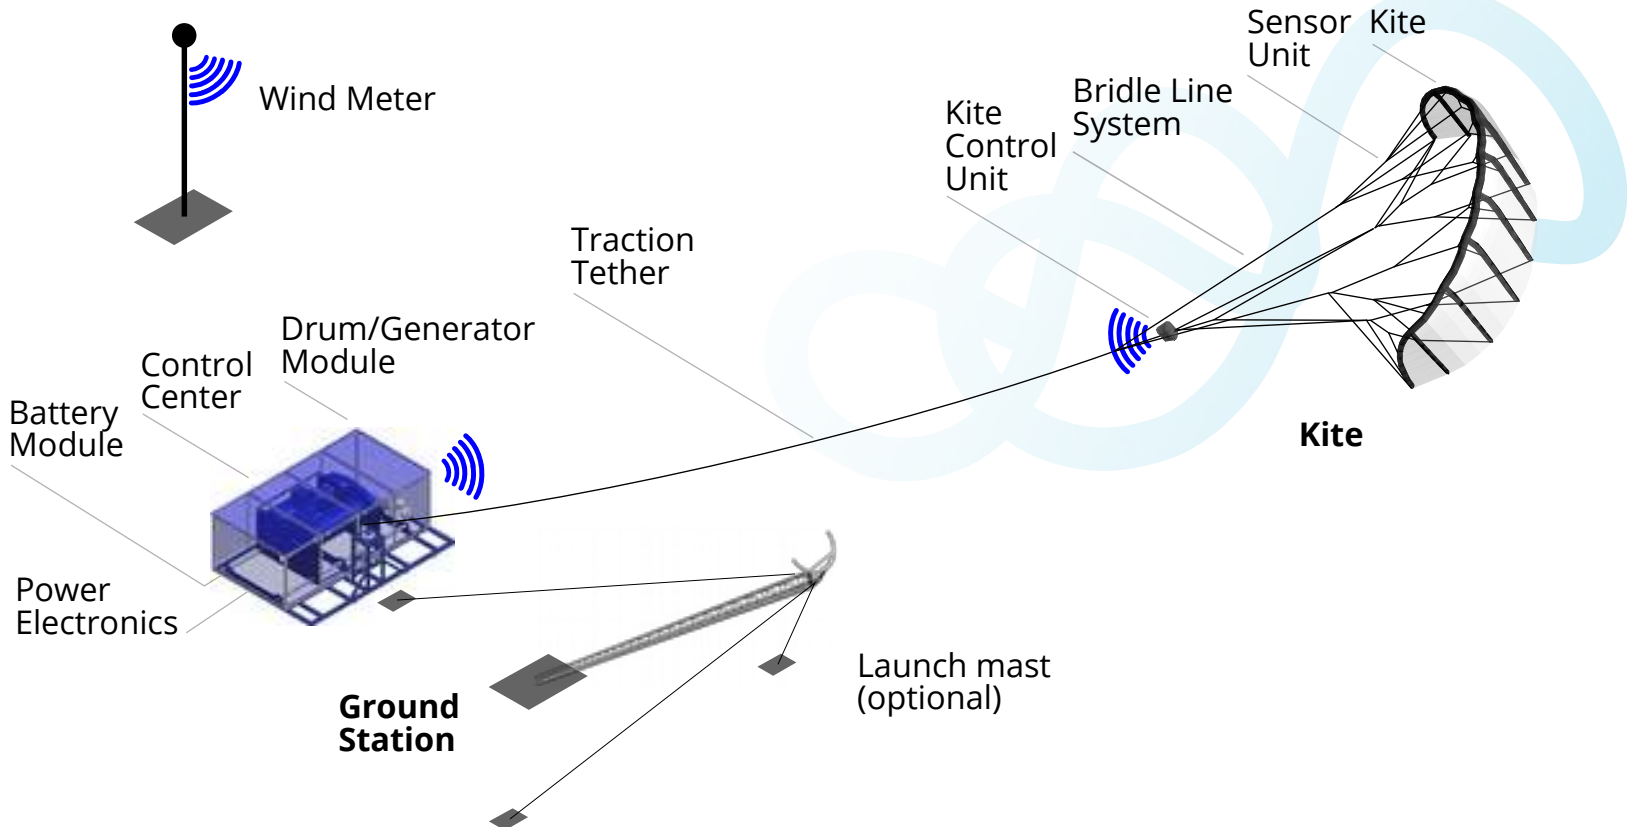 Sensor
Unit
Kite
Bridle Line
System
Kite
Control
Unit
Wind Meter
Traction
Tether
Drum/Generator
Module
Control
Center
Battery
Module
Power
Electronics
Kite
Launch mast
(optional)
Ground
Station